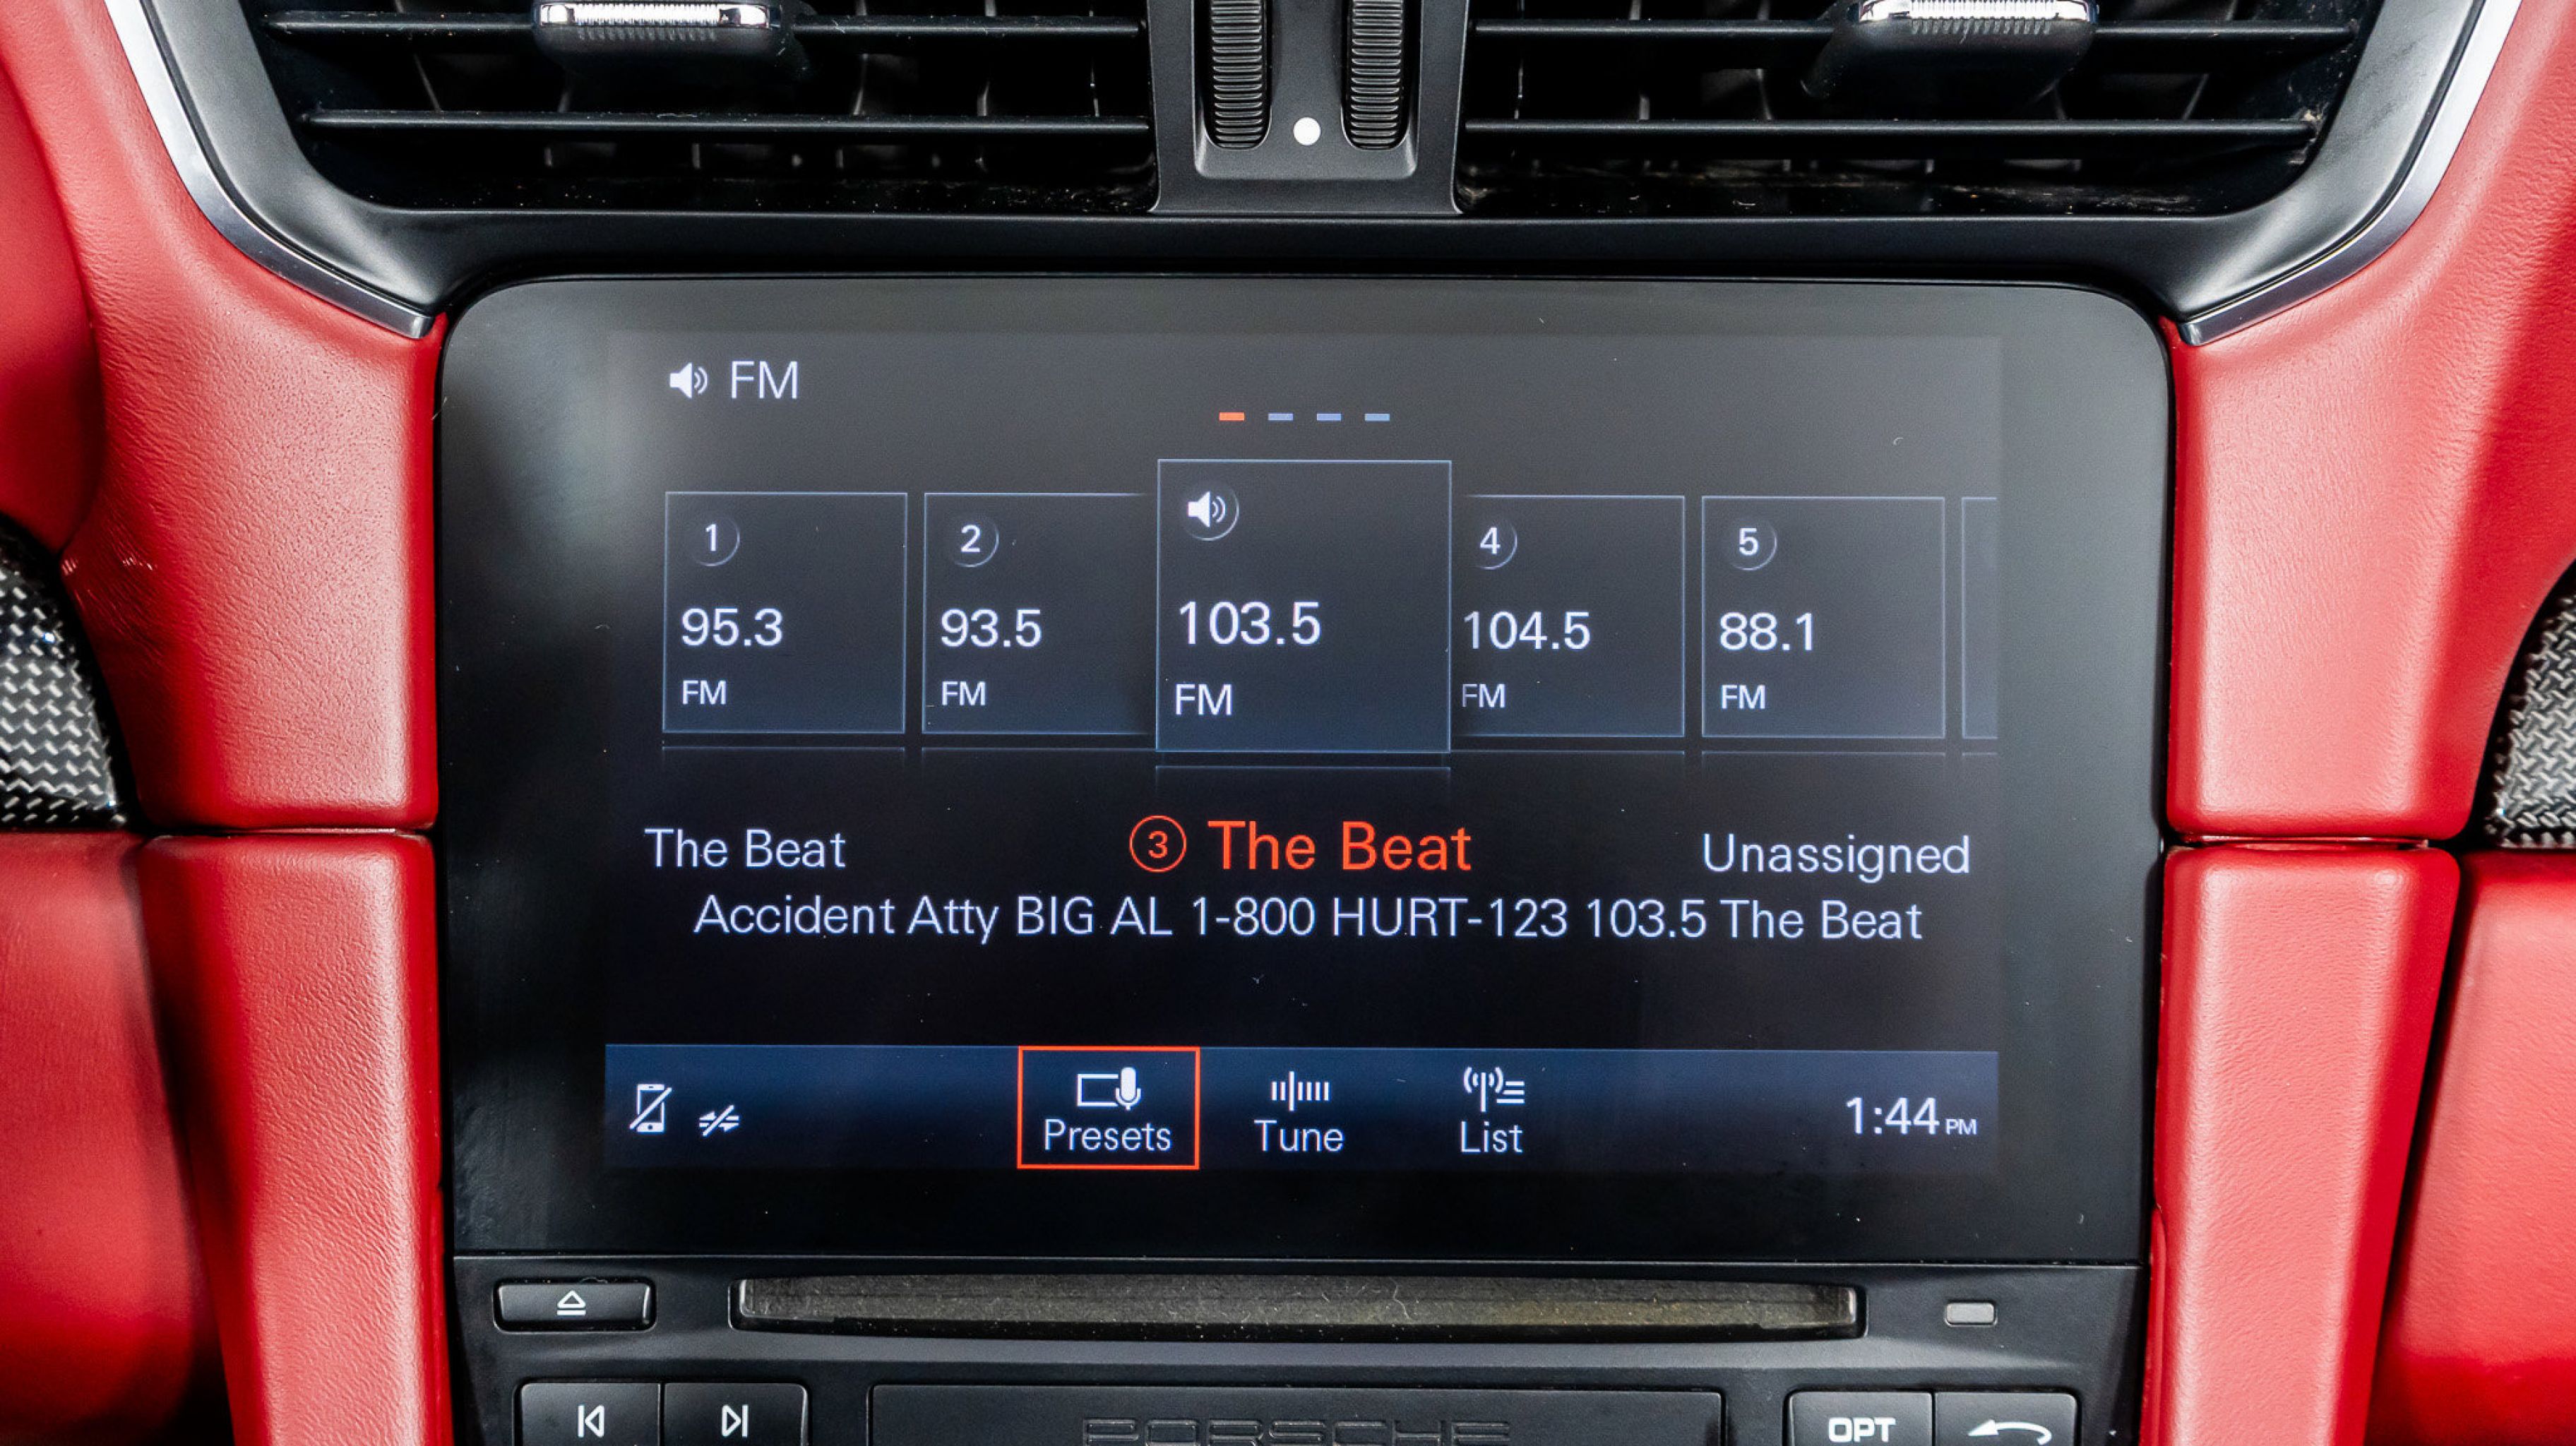 FM
1
2
4
5
95.3
93.5
103.5
104.5
88.1
FM
FM
FM
FM
FM
The Beat
3 The Beat
Unassigned
Accident Atty BIG AL 1-800 HURT-123 103.5 The Beat
Presets
Tune
List
1:44 PM
PORSCHE
OPT